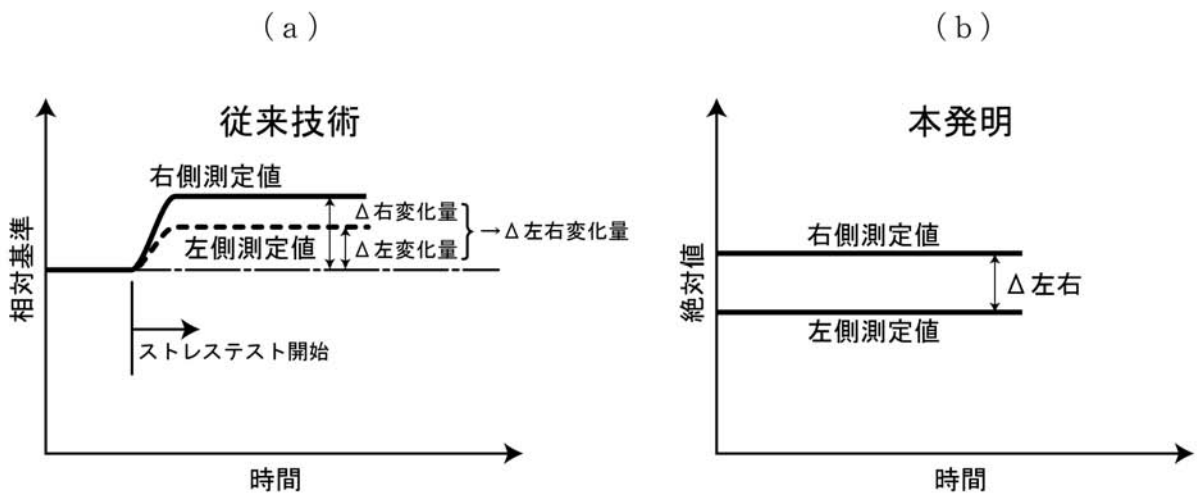 (a)
従来技術
右側測定値
左側測定値
Δ右変化量
Δ左変化量
→Δ左右変化量
相対基準
ストレステスト開始
時間
(b)
本発明
右側測定値
Δ左右
左側測定値
絶対値
時間